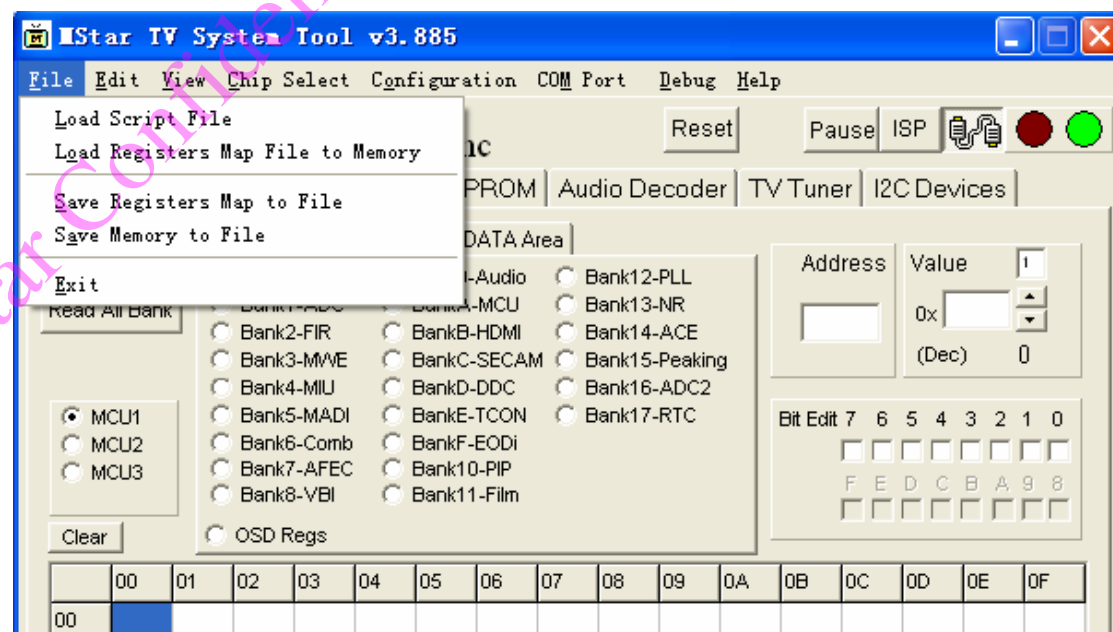 MStar TV System Tool v3.885
File Edit View Chip Select Configuration COM Port Debug Help
Load Script File
Load Registers Map File to Memory
Save Registers Map to File
Save Memory to File
Exit
Reset Pause ISP
Audio Decoder TV Tuner I2C Devices
DATA Area
Read All Bank
-Audio Bank12-PLL
-MCU Bank13-NR
Bank2-FIR BankB-HDMI Bank14-ACE
Bank3-MWE BankC-SECAM Bank15-Peaking
Bank4-MIU BankD-DDC Bank16-ADC2
Bank5-MADI BankE-TCON Bank17-RTC
Bank6-Comb BankF-EODi
Bank7-AFEC Bank10-PIP
Bank8-VBI Bank11-Film
OSD Regs
MCU1
MCU2
MCU3
Clear
Address Value 1
0x
(Dec) 0
Bit Edit 7 6 5 4 3 2 1 0
F E D C B A 9 8
00 01 02 03 04 05 06 07 08 09 0A 0B 0C 0D 0E 0F
00